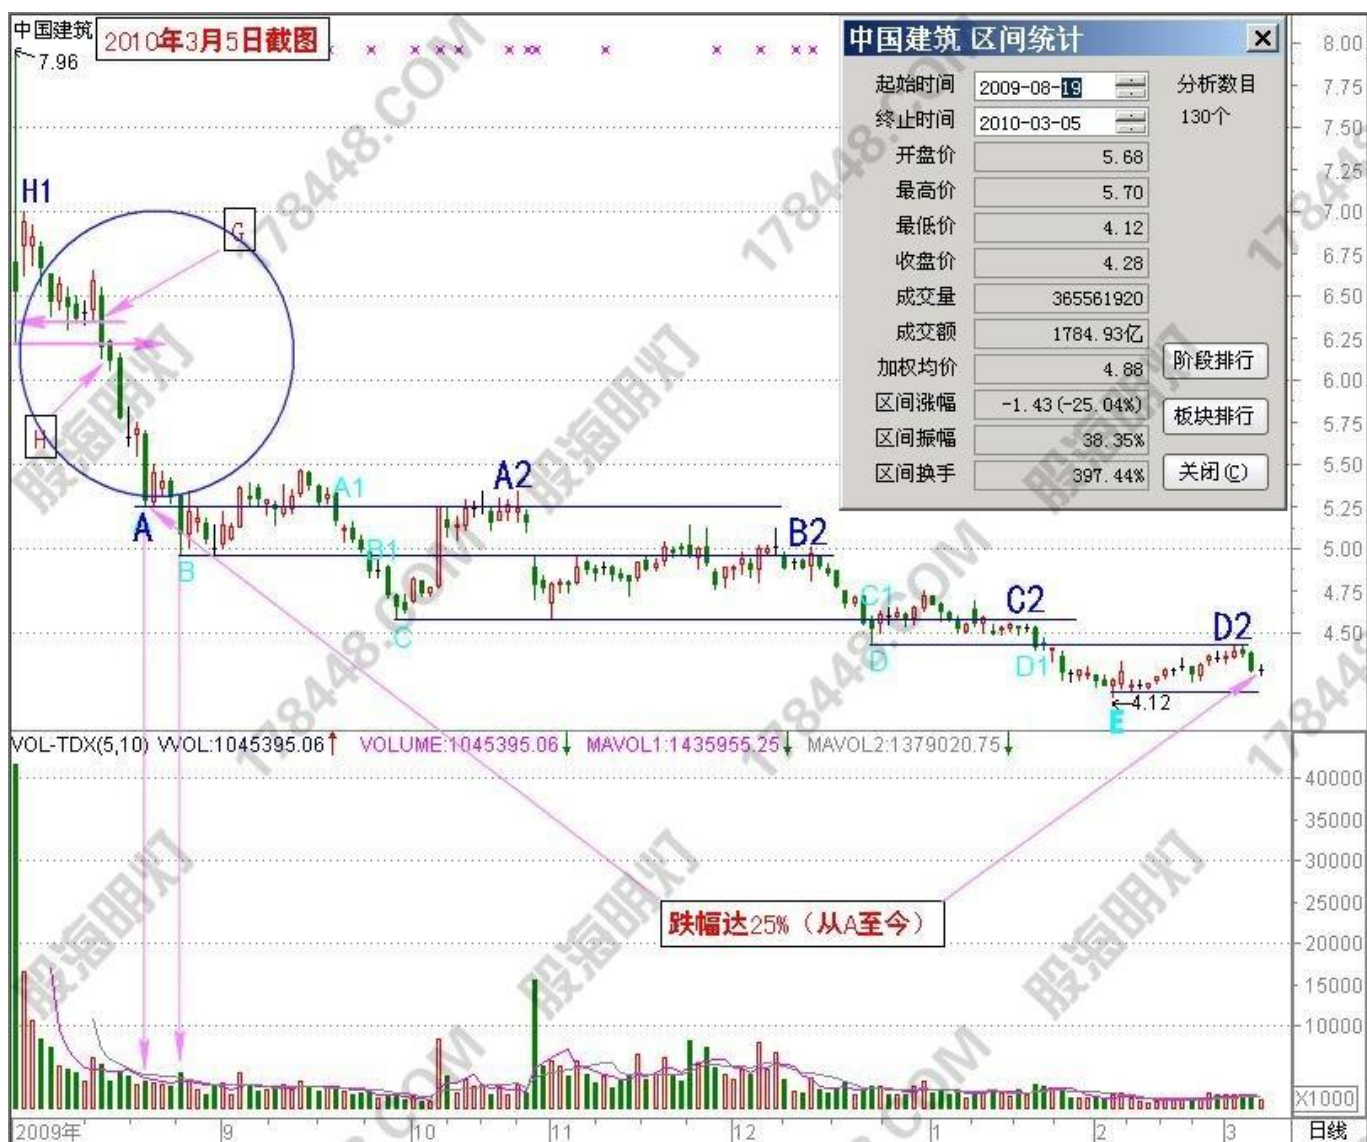 中国建筑
2010年3月5日截图
7.96
H1
G
H
A
B
A1
B1
C
A2
B2
C1
D
C2
D1
D2
E
4.12
中国建筑 区间统计
起始时间 2009-08-19 分析数目
终止时间 2010-03-05 130个
开盘价 5.68
最高价 5.70
最低价 4.12
收盘价 4.28
成交量 365561920
成交额 1784.93亿
加权均价 4.88
区间涨幅 -1.43(-25.04%)
区间振幅 38.35%
区间换手 397.44%
阶段排行
板块排行
关闭(C)
8.00
7.75
7.50
7.25
7.00
6.75
6.50
6.25
6.00
5.75
5.50
5.25
5.00
4.75
4.50
VOL-TDX(5,10) VVOL:1045395.06↑ VOLUME:1045395.06↓ MAVOL1:1435955.25↓ MAVOL2:1379020.75↓
跌幅达25%（从A至今）
40000
35000
30000
25000
20000
15000
10000
X1000
2009年 9 10 11 12 1 2 3 日线
股海明灯
178448.COM